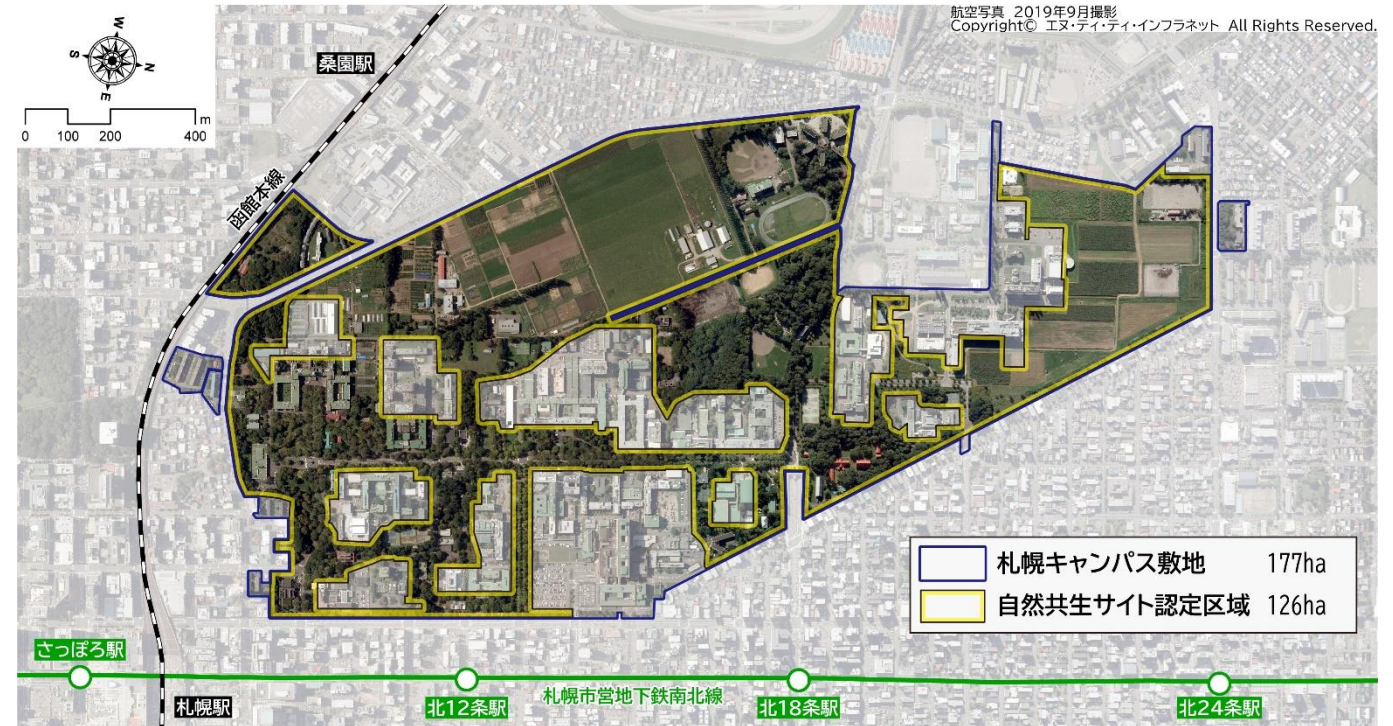 航空写真 2019年9月撮影
Copyright© エヌ・ティ・ティ・インフラネット All Rights Reserved.
W
S
N
E
m
0 100 200 400
桑園駅
函館本線
札幌キャンパス敷地 177ha
自然共生サイト認定区域 126ha
さっぽろ駅
札幌駅
北12条駅
札幌市営地下鉄南北線
北18条駅
北24条駅